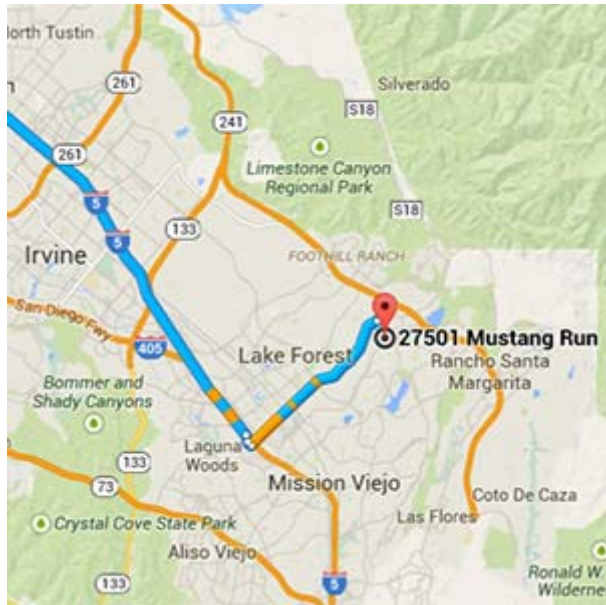 North Tustin
261
Silverado
S18
241
261
Limestone Canyon
Regional Park
5
S18
133
5
Irvine
FOOTHILL RANCH
San Diego Fwy
27501 Mustang Run
405
Lake Forest
Rancho Santa
Margarita
Bommer and
Shady Canyons
Laguna
Woods
133
Mission Viejo
73
Coto De Caza
Las Flores
Crystal Cove State Park
Aliso Viejo
133
5
Ronald W.
Wilderne